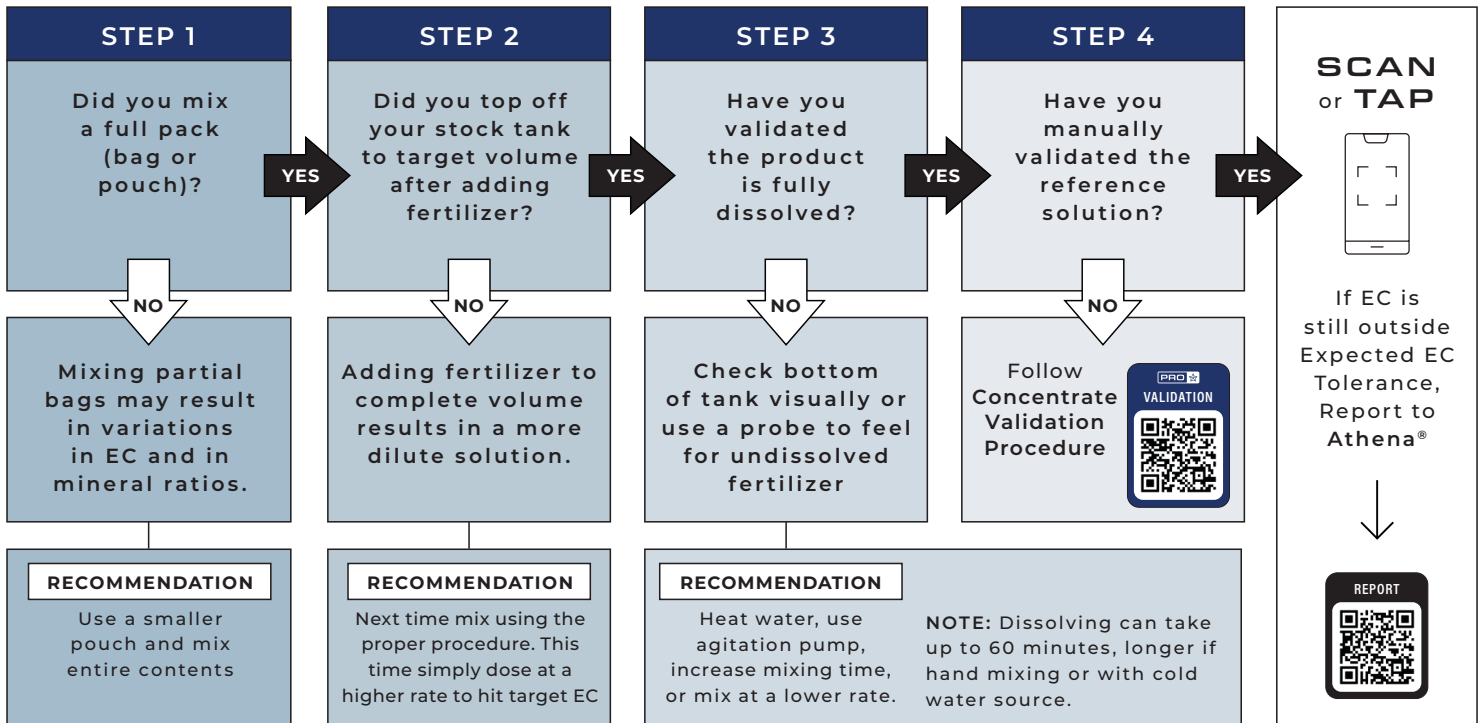 STEP 1
Did you mix
a full pack
(bag or
pouch)?
YES
NO
Mixing partial
bags may result
in variations
in EC and in
mineral ratios.
RECOMMENDATION
Use a smaller
pouch and mix
entire contents
STEP 2
Did you top off
your stock tank
to target volume
after adding
fertilizer?
YES
NO
Adding fertilizer to
complete volume
results in a more
dilute solution.
RECOMMENDATION
Next time mix using the
proper procedure. This
time simply dose at a
higher rate to hit target EC
STEP 3
Have you
validated
the product
is fully
dissolved?
YES
NO
Check bottom
of tank visually or
use a probe to feel
for undissolved
fertilizer
RECOMMENDATION
Heat water, use
agitation pump,
increase mixing time,
or mix at a lower rate.
NOTE: Dissolving can take
up to 60 minutes, longer if
hand mixing or with cold
water source.
STEP 4
Have you
manually
validated the
reference
solution?
YES
NO
Follow
Concentrate
Validation
Procedure
PRO
VALIDATION
SCAN
or TAP
If EC is
still outside
Expected EC
Tolerance,
Report to
Athena®
REPORT